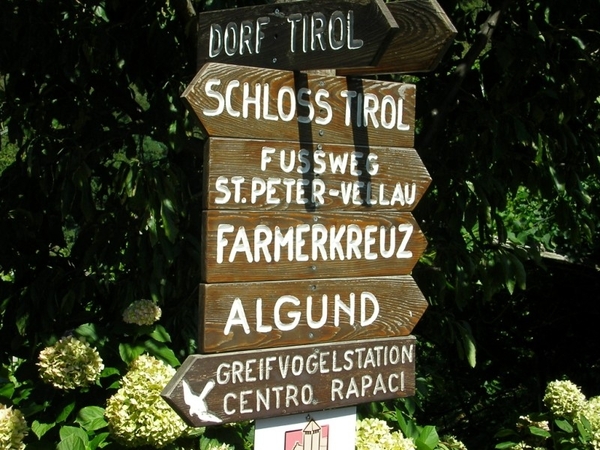 DORF TIROL
SCHLOSS TIROL
FUSSWEG
ST. PETER-VELLAU
FARMERKREUZ
ALGUND
GREIFVOGELSTATION
CENTRO RAPACI